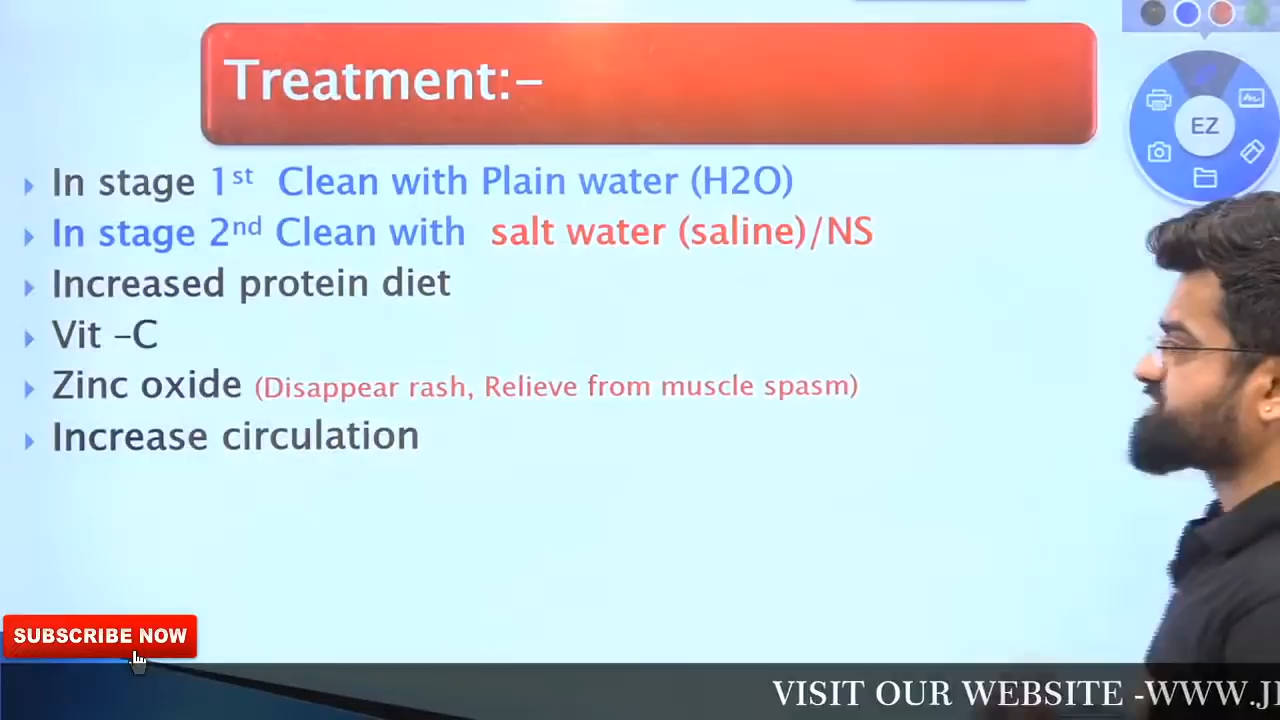 Treatment:-
In stage 1st Clean with Plain water (H2O)
In stage 2nd Clean with salt water (saline)/NS
Increased protein diet
Vit -C
Zinc oxide (Disappear rash, Relieve from muscle spasm)
Increase circulation
EZ
SUBSCRIBE NOW
VISIT OUR WEBSITE -WWW.J